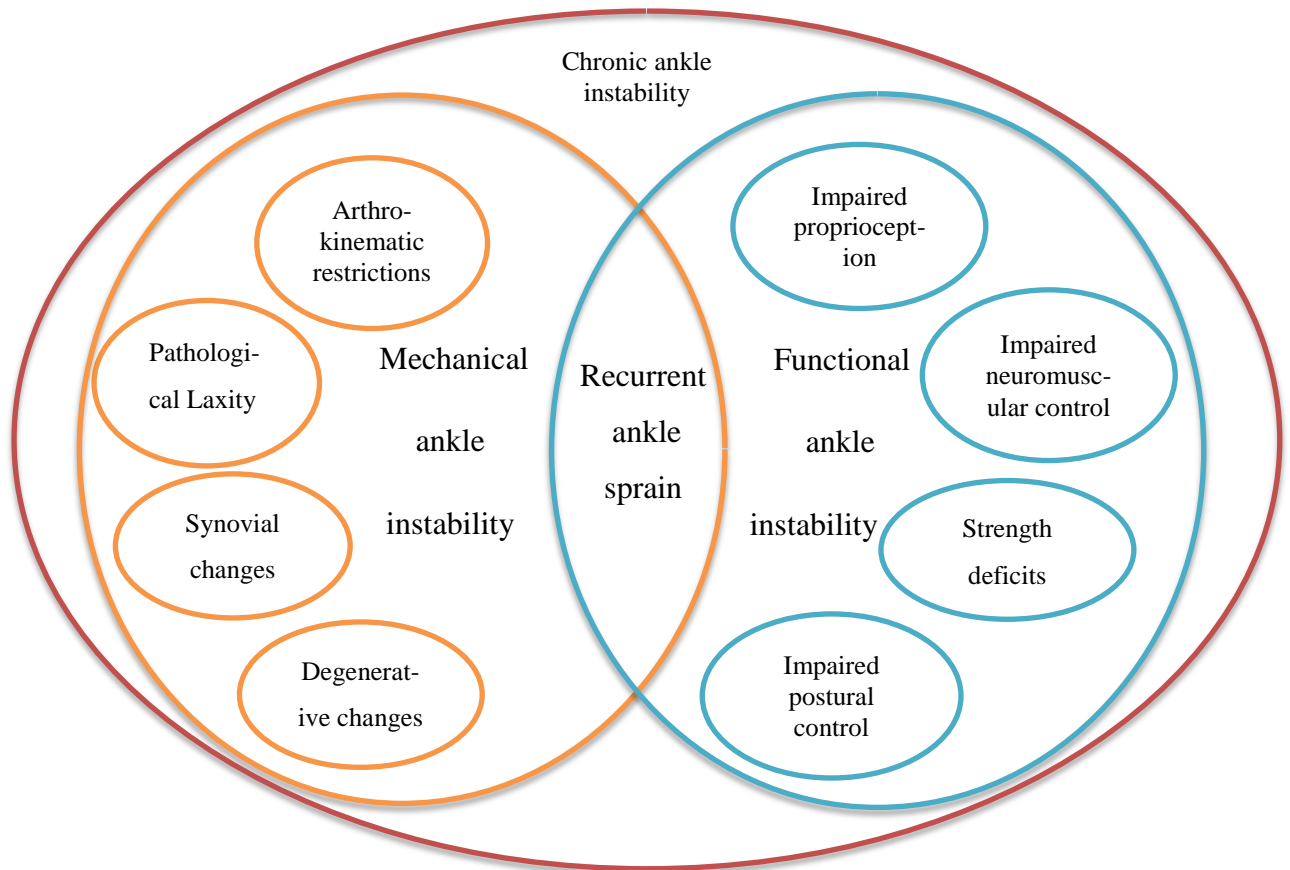 Chronic ankle
instability
Arthro-
kinematic
restrictions
Pathologi-
cal Laxity
Synovial
changes
Degenerat-
ive changes
Mechanical
ankle
instability
Recurrent
ankle
sprain
Functional
ankle
instability
Impaired
propriocept-
ion
Impaired
neuromusc-
ular control
Strength
deficits
Impaired
postural
control